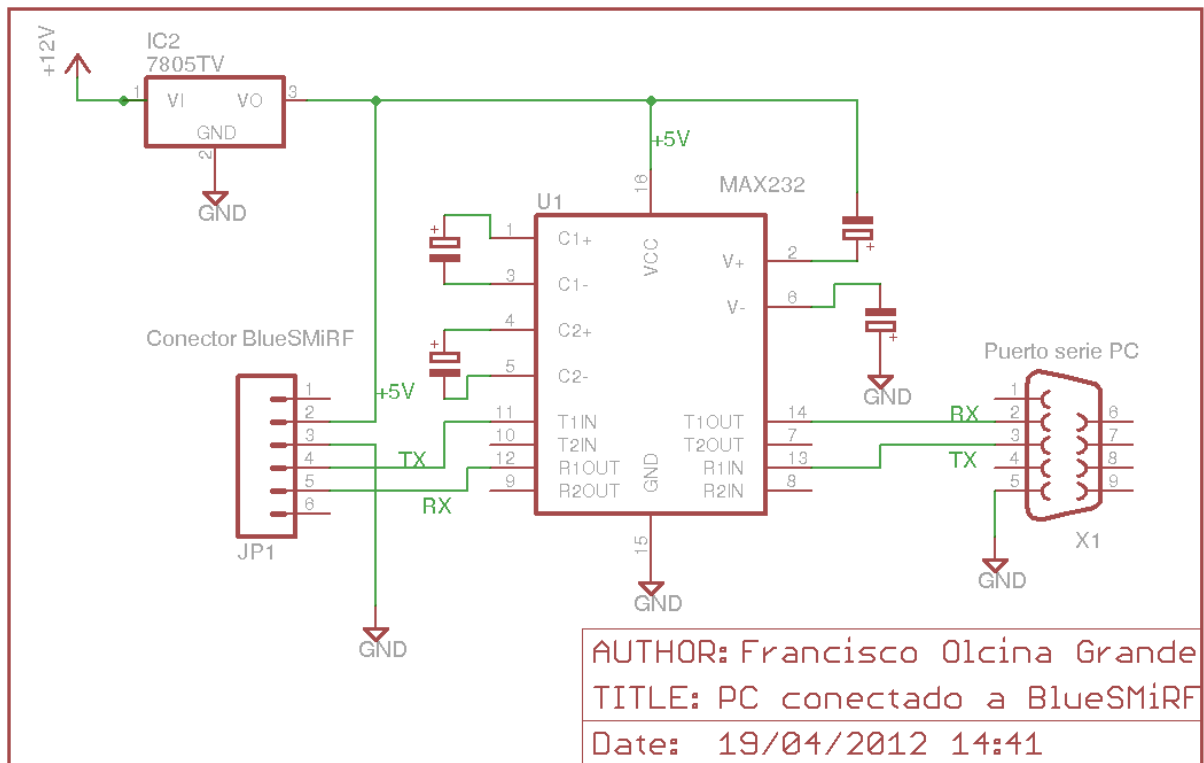 +12V
IC2
7805TV
1 VI VO 3
GND
2
GND
+5V
MAX232
U1
16
VCC
1 C1+
3 C1-
4 C2+
5 C2-
11 T1IN
10 T2IN
12 R1OUT
9 R2OUT
V+ 2
V- 6
T1OUT 14
T2OUT 7
R1IN 13
R2IN 8
GND
15
GND
+
+
+
+
GND
Conector BlueSMiRF
+5V
1
2
3
4
5
6
TX
RX
JP1
GND
Puerto serie PC
RX
TX
1
2
3
4
5
6
7
8
9
X1
GND
AUTHOR: Francisco Olcina Grande
TITLE: PC conectado a BlueSMiRF
Date: 19/04/2012 14:41